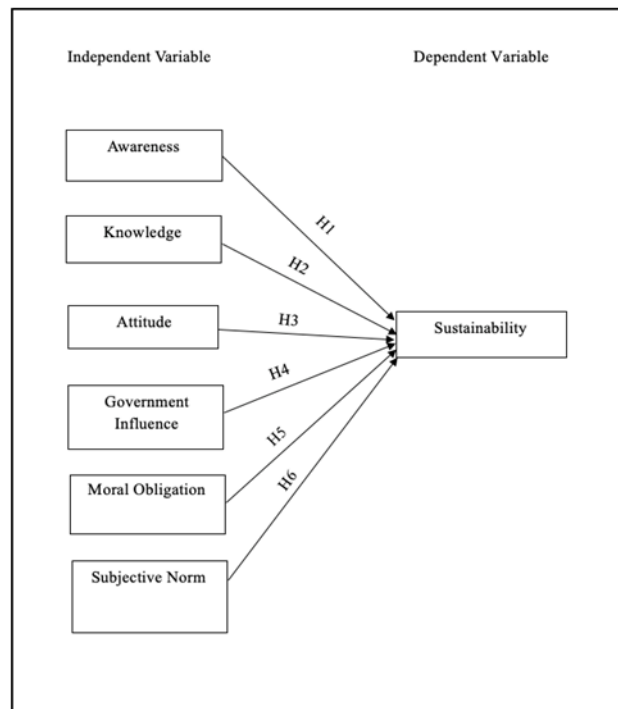 Independent Variable
Dependent Variable
Awareness
H1
Knowledge
H2
Attitude
H3
Sustainability
Government
Influence
H4
Moral Obligation
H5
Subjective Norm
H6